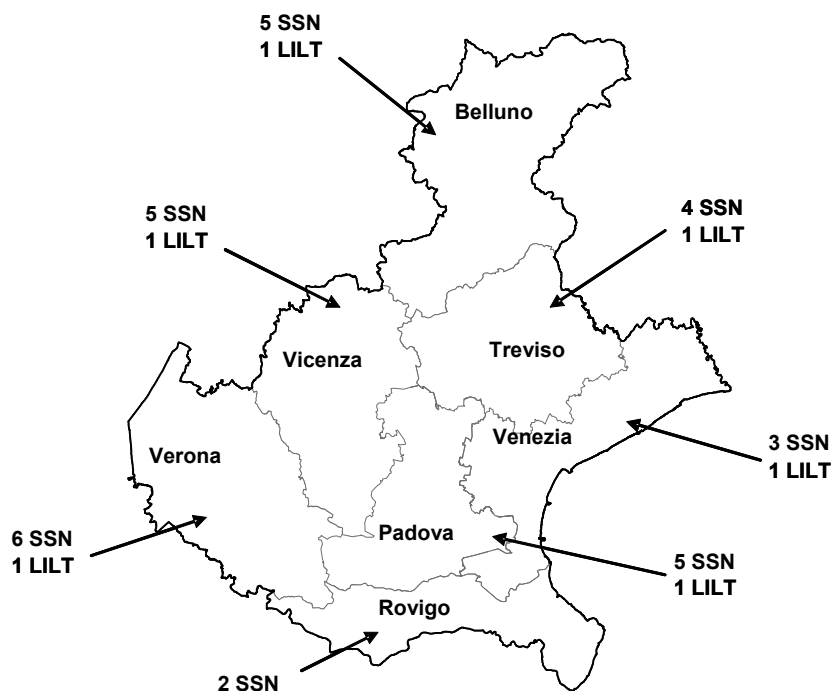 5 SSN
1 LILT
Belluno
5 SSN
1 LILT
4 SSN
1 LILT
Vicenza
Treviso
Verona
Venezia
3 SSN
1 LILT
6 SSN
1 LILT
Padova
5 SSN
1 LILT
Rovigo
2 SSN